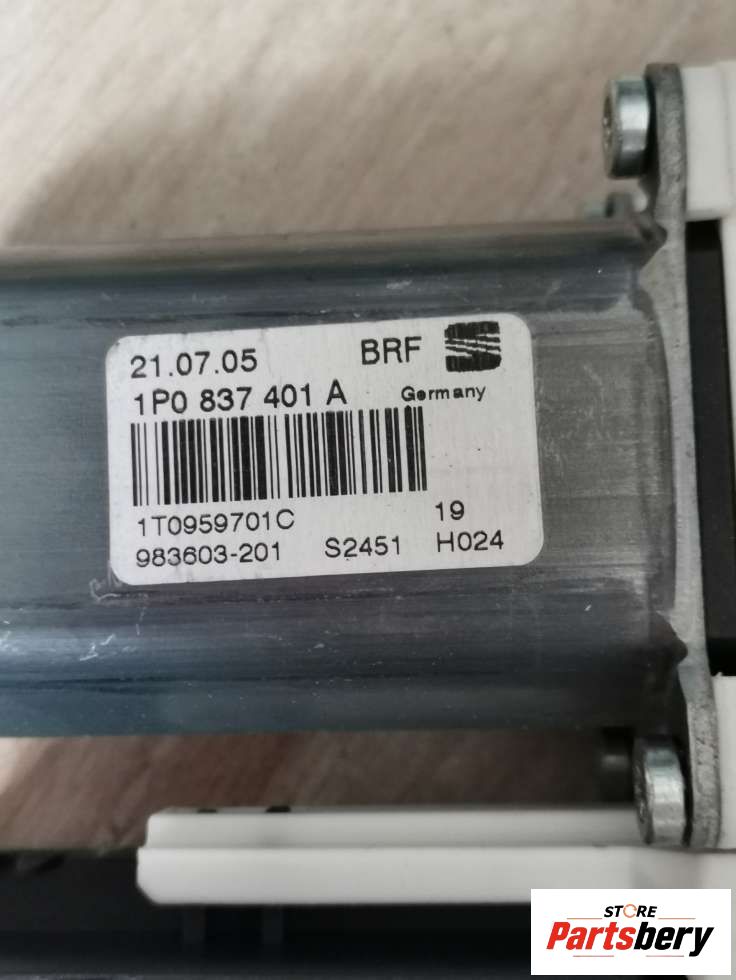 21.07.05 BRF
1P0 837 401 A Germany
1T0959701C 19
983603-201 S2451 H024
STORE
Partsbery